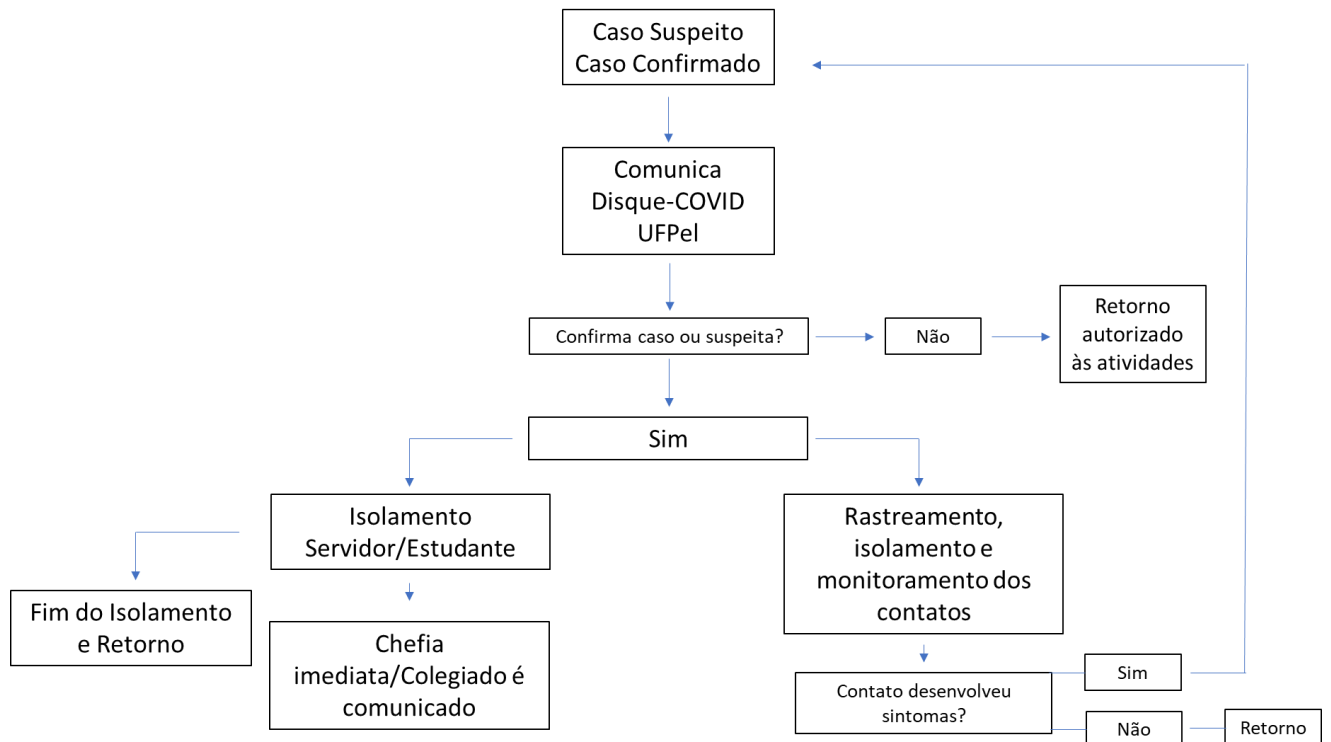 Caso Suspeito
Caso Confirmado
Comunica
Disque-COVID
UFPel
Confirma caso ou suspeita?
Não
Retorno
autorizado
às atividades
Sim
Isolamento
Servidor/Estudante
Fim do Isolamento
e Retorno
Chefia
imediata/Colegiado é
comunicado
Rastreamento,
isolamento e
monitoramento dos
contatos
Contato desenvolveu
sintomas?
Sim
Não
Retorno